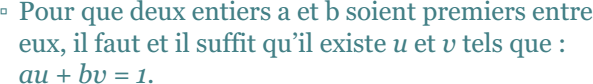 ▫ Pour que deux entiers a et b soient premiers entre
eux, il faut et il suffit qu’il existe u et v tels que :
au + bv = 1.